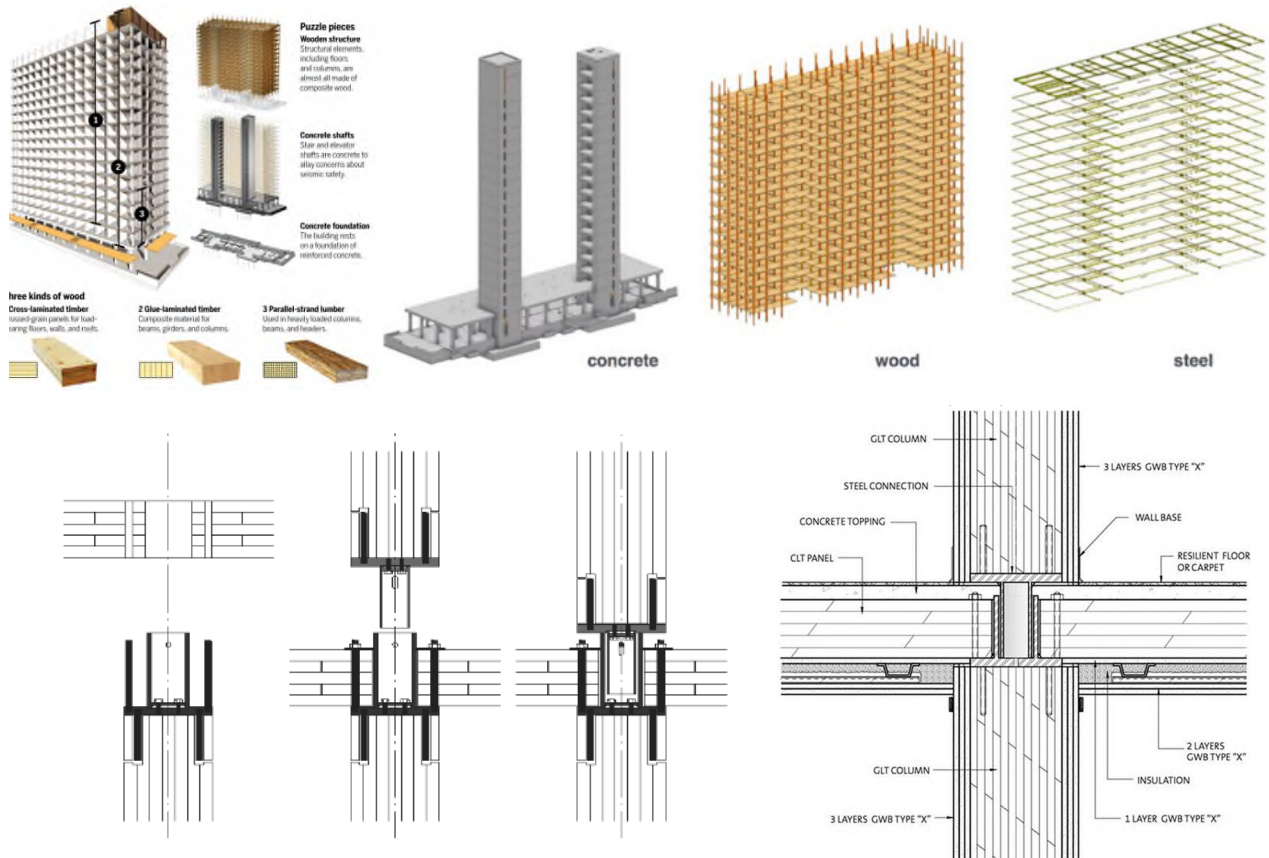 Puzzle pieces
Wooden structure
Structural elements,
including floors
and columns, are
almost all made of
composite wood.
Concrete shafts
Stair and elevator
shafts are concrete to
allay concerns about
seismic safety.
Concrete foundation
The building rests
on a foundation of
reinforced concrete.
1
2
3
hree kinds of wood
Cross-laminated timber
ossed-grain panels for load-
earing floors, walls, and roofs.
2 Glue-laminated timber
Composite material for
beams, girders, and columns.
3 Parallel-strand lumber
Used in heavily loaded columns,
beams, and headers.
concrete
wood
steel
GLT COLUMN
3 LAYERS GWB TYPE "X"
STEEL CONNECTION
WALL BASE
CONCRETE TOPPING
CLT PANEL
RESILIENT FLOOR
OR CARPET
2 LAYERS
GWB TYPE "X"
GLT COLUMN
INSULATION
3 LAYERS GWB TYPE "X"
1 LAYER GWB TYPE "X"